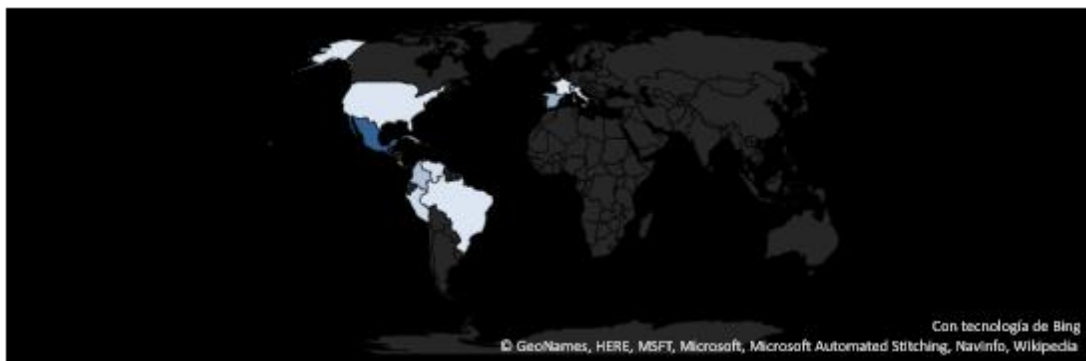 Con tecnología de Bing
© GeoNames, HERE, MSFT, Microsoft, Microsoft Automated Stitching, Navinfo, Wikipedia